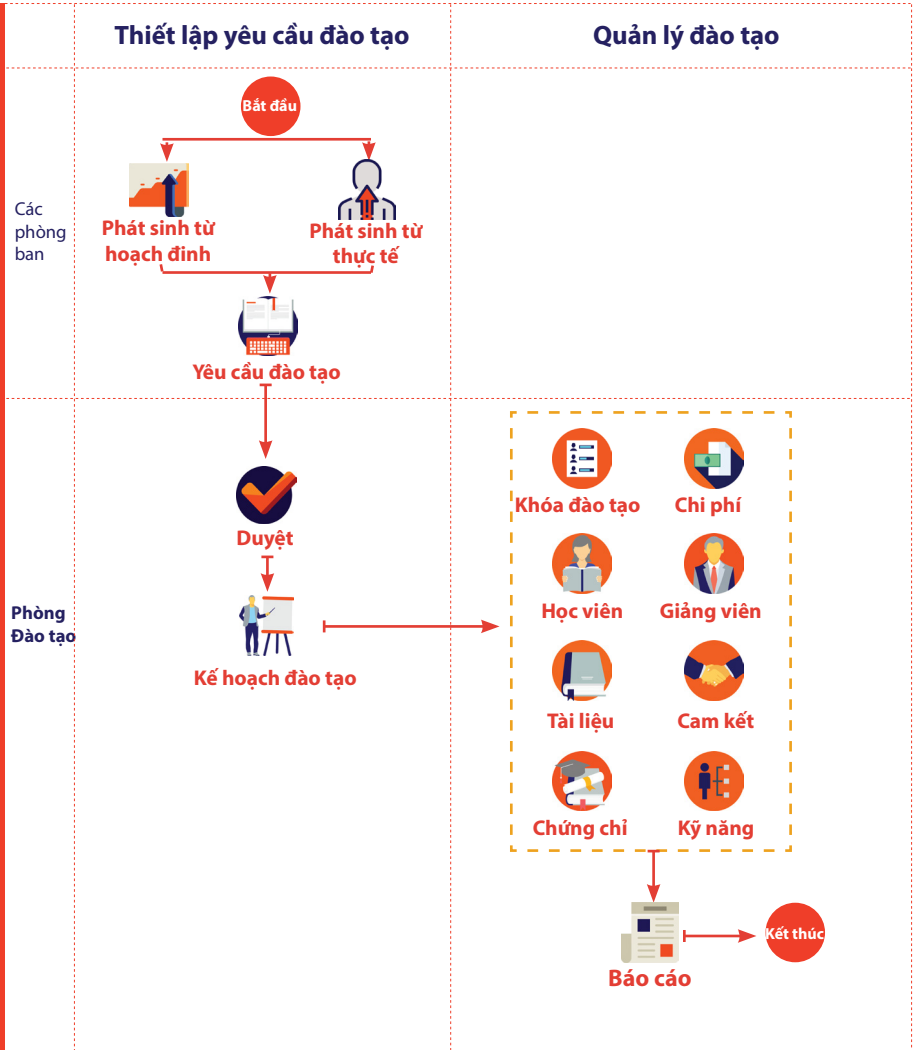 Thiết lập yêu cầu đào tạo
Quản lý đào tạo
Bắt đầu
Các
phòng
ban
Phát sinh từ
hoạch đinh
Phát sinh từ
thực tế
Yêu cầu đào tạo
Phòng
Đào tạo
Duyệt
Kế hoạch đào tạo
Khóa đào tạo
Chi phí
Học viên
Giảng viên
Tài liệu
Cam kết
Chứng chỉ
Kỹ năng
Báo cáo
Kết thúc